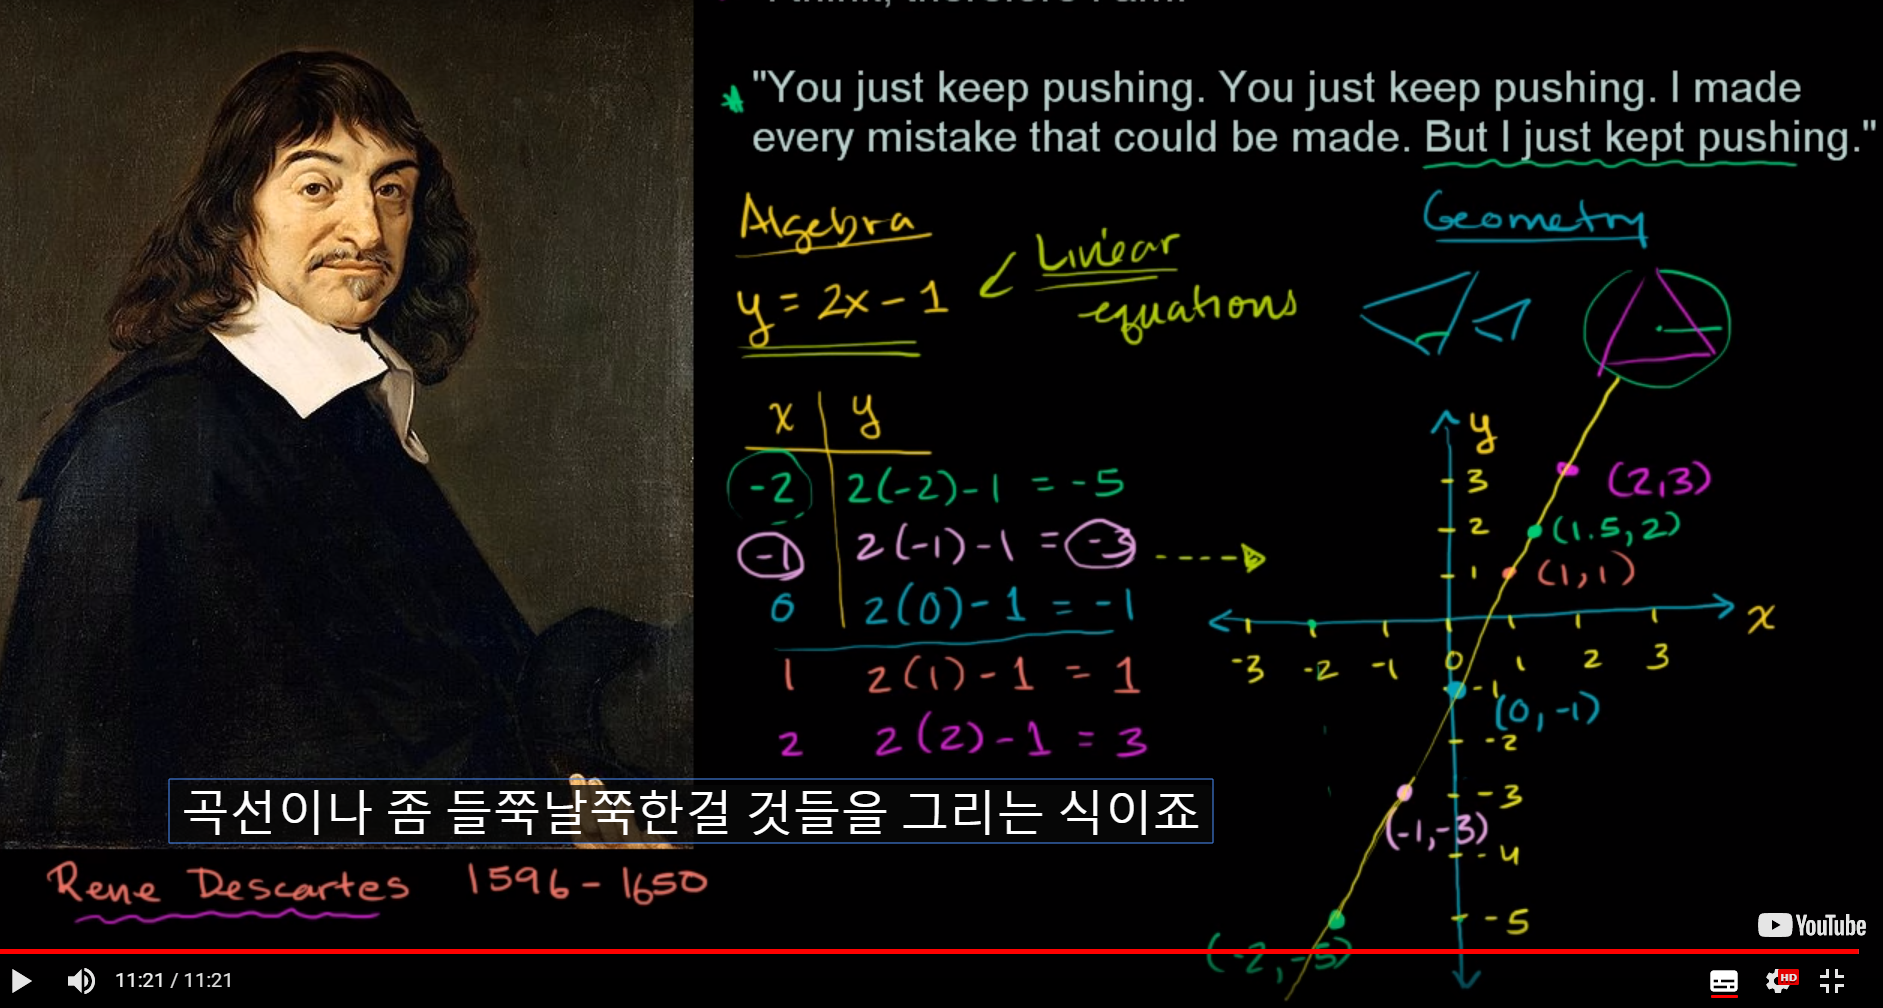 "I think, therefore I am."
"You just keep pushing. You just keep pushing. I made
every mistake that could be made. But I just kept pushing."
Algebra
Geometry
y = 2x - 1
Linear
equations
x y
-2 2(-2)-1 = -5
-1 2(-1)-1 = -3
0 2(0)-1 = -1
1 2(1)-1 = 1
2 2(2)-1 = 3
y
3
(2,3)
2
(1.5,2)
1
(1,1)
x
-3 -2 -1 0 1 2 3
-1
(0,-1)
-2
-3
(-1,-3)
-4
-5
(-2,-5)
곡선이나 좀 들쭉날쭉한걸 것들을 그리는 식이죠
Rene Descartes 1596 - 1650
YouTube
11:21 / 11:21
HD